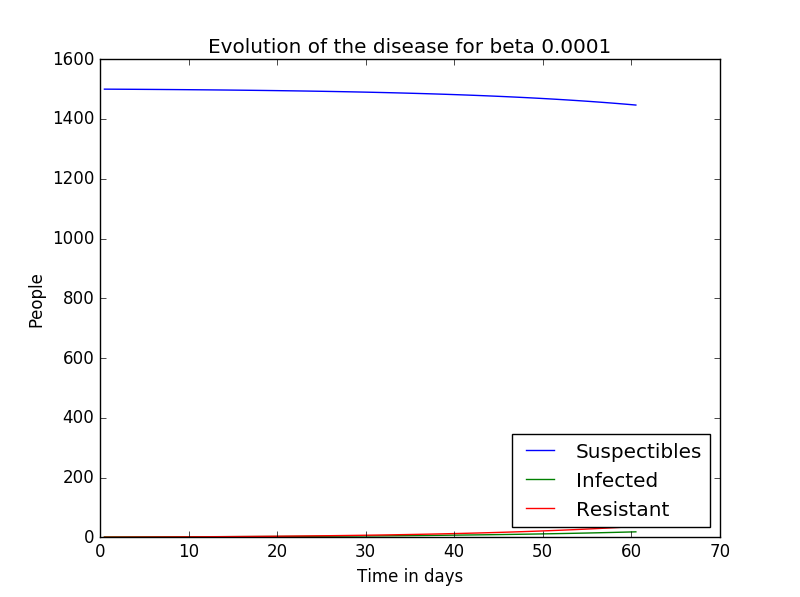 Evolution of the disease for beta 0.0001
1600
1400
1200
1000
800
600
400
200
0
People
Suspectibles
Infected
Resistant
0 10 20 30 40 50 60 70
Time in days